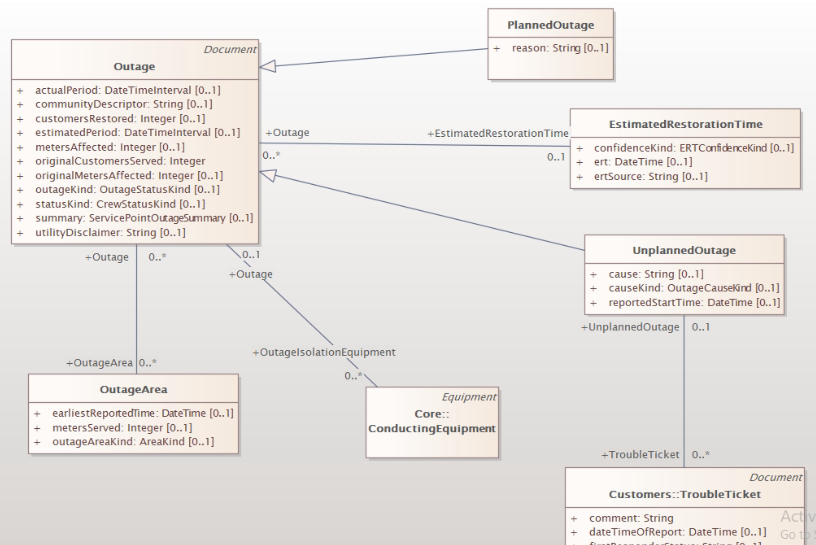 PlannedOutage
+ reason: String [0..1]
Document
Outage
+ actualPeriod: DateTimeInterval [0..1]
+ communityDescriptor: String [0..1]
+ customersRestored: Integer [0..1]
+ estimatedPeriod: DateTimeInterval [0..1]
+ metersAffected: Integer [0..1]
+ originalCustomersServed: Integer
+ originalMetersAffected: Integer [0..1]
+ outageKind: OutageStatusKind [0..1]
+ statusKind: CrewStatusKind [0..1]
+ summary: ServicePointOutageSummary [0..1]
+ utilityDisclaimer: String [0..1]
+Outage
0..*
+EstimatedRestorationTime
0..1
EstimatedRestorationTime
+ confidenceKind: ERTConfidenceKind [0..1]
+ ert: DateTime [0..1]
+ ertSource: String [0..1]
UnplannedOutage
+ cause: String [0..1]
+ causeKind: OutageCauseKind [0..1]
+ reportedStartTime: DateTime [0..1]
+Outage 0..*
0..1
+Outage
+UnplannedOutage 0..1
+OutageIsolationEquipment
0..*
+OutageArea 0..*
OutageArea
+ earliestReportedTime: DateTime [0..1]
+ metersServed: Integer [0..1]
+ outageAreaKind: AreaKind [0..1]
Equipment
Core::
ConductingEquipment
+TroubleTicket 0..*
Document
Customers::TroubleTicket
+ comment: String
+ dateTimeOfReport: DateTime [0..1]
+ firstResponderStatus: String [0..1]
Go to